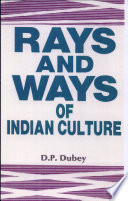 RAYS
AND
WAYS
OF
INDIAN CULTURE
D.P. Dubey